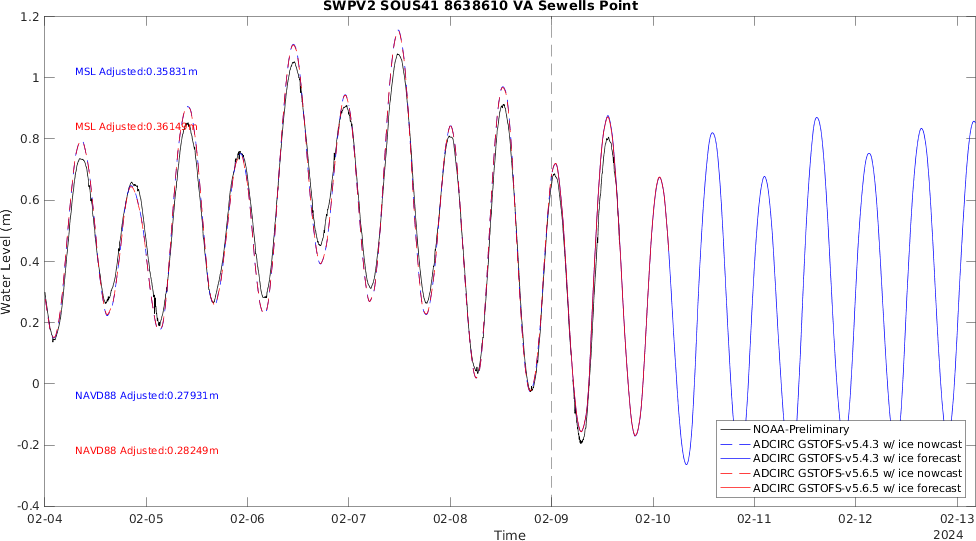 SWPV2 SOUS41 8638610 VA Sewells Point
1.2
1
0.8
0.6
0.4
0.2
0
-0.2
-0.4
Water Level (m)
MSL Adjusted:0.35831m
MSL Adjusted:0.36149m
NAVD88 Adjusted:0.27931m
NAVD88 Adjusted:0.28249m
NOAA-Preliminary
ADCIRC GSTOFS-v5.4.3 w/ ice nowcast
ADCIRC GSTOFS-v5.4.3 w/ ice forecast
ADCIRC GSTOFS-v5.6.5 w/ ice nowcast
ADCIRC GSTOFS-v5.6.5 w/ ice forecast
02-04 02-05 02-06 02-07 02-08 02-09 02-10 02-11 02-12 02-13
Time
2024